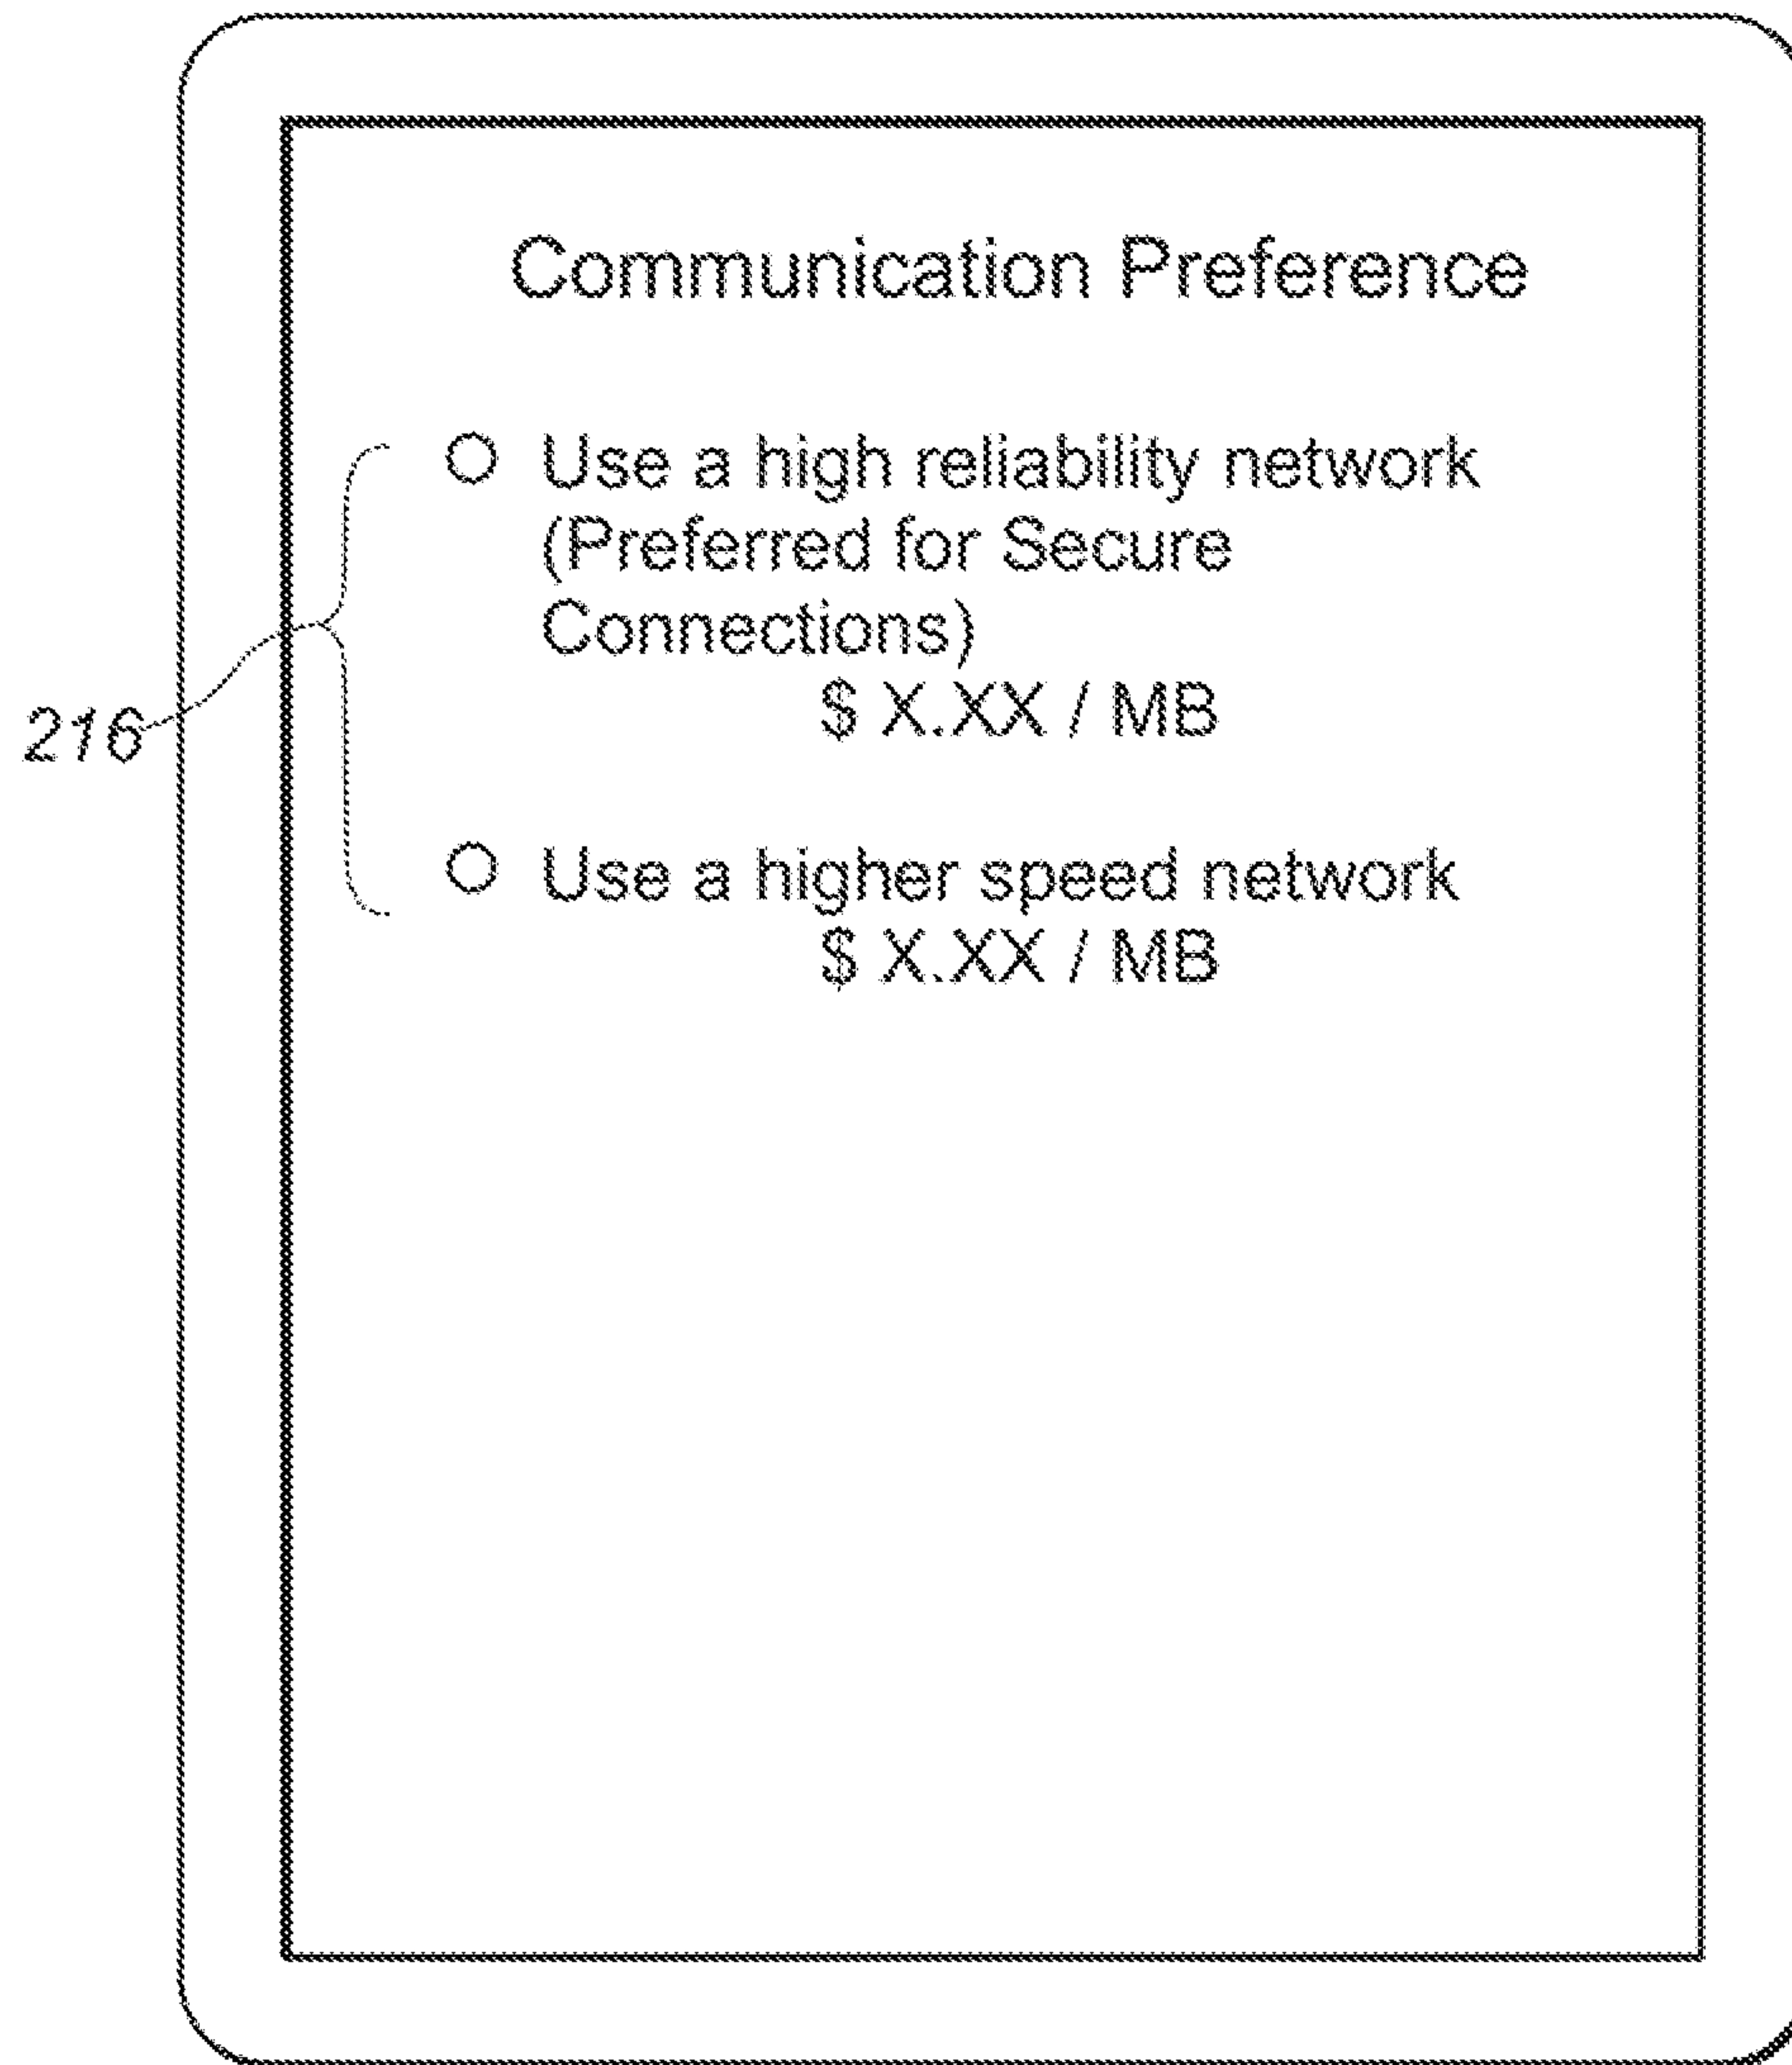 Communication Preference
Use a high reliability network
(Preferred for Secure
Connections)
$ X.XX / MB
216
Use a higher speed network
$ X.XX / MB